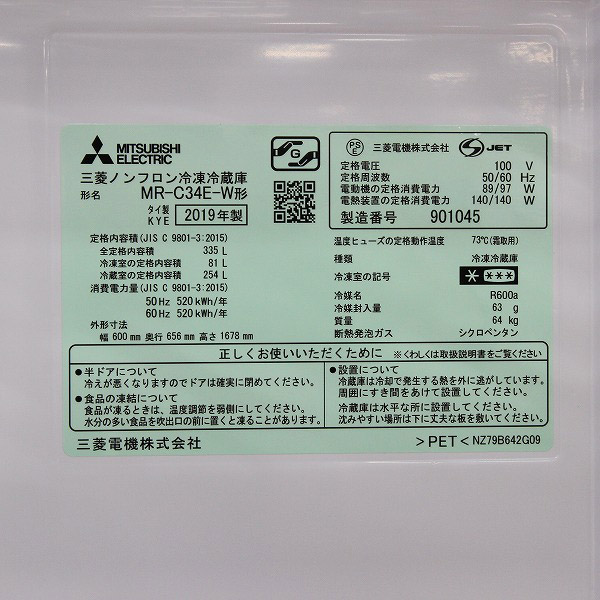 MITSUBISHI
ELECTRIC
G
三菱ノンフロン冷凍冷蔵庫
形名 MR-C34E-W形
タイ製
KYE 2019年製
定格内容積(JIS C 9801-3:2015)
全定格内容積 335 L
冷凍室の定格内容積 81 L
冷蔵室の定格内容積 254 L
消費電力量(JIS C 9801-3:2015)
50 Hz 520 kWh/年
60 Hz 520 kWh/年
外形寸法
幅 600 mm 奥行 656 mm 高さ 1678 mm
PS
E 三菱電機株式会社 S JET
定格電圧 100 V
定格周波数 50/60 Hz
電動機の定格消費電力 89/97 W
電熱装置の定格消費電力 140/140 W
製造番号 901045
温度ヒューズの定格動作温度 73℃(霜取用)
種類 冷凍冷蔵庫
冷凍室の記号 * ***
冷媒名 R600a
冷媒封入量 63 g
質量 64 kg
断熱発泡ガス シクロペンタン
正しくお使いいただくために ※くわしくは取扱説明書をご覧ください
●半ドアについて
冷えが悪くなりますのでドアは確実に閉めてください。
●食品の凍結について
食品が凍るときは、温度調節を弱側にしてください。
水分の多い食品を吹出口の前に置くと凍ることがあります。
●設置について
冷蔵庫は冷却で発生する熱を外に逃がしています。
周囲にすき間をあけて設置してください。
冷蔵庫は水平な所に設置してください。
沈みやすい場所は下に丈夫な板を敷いてください。
三菱電機株式会社 >PET< NZ79B642G09